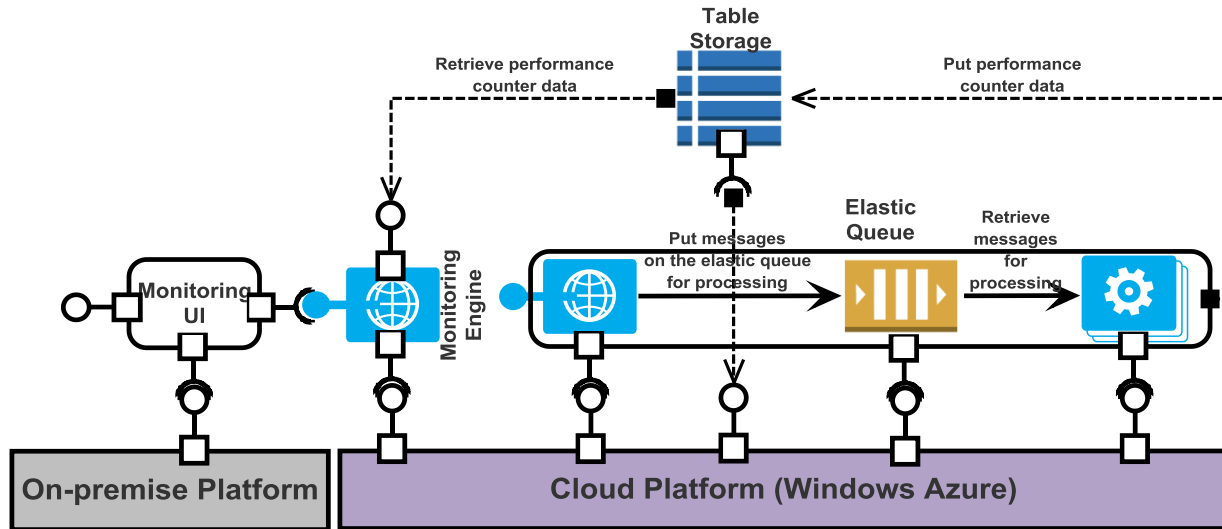 Table
Storage
Retrieve performance
counter data
Put performance
counter data
Elastic
Queue
Retrieve
messages
for
processing
Put messages
on the elastic queue
for processing
Monitoring
UI
Monitoring
Engine
On-premise Platform
Cloud Platform (Windows Azure)